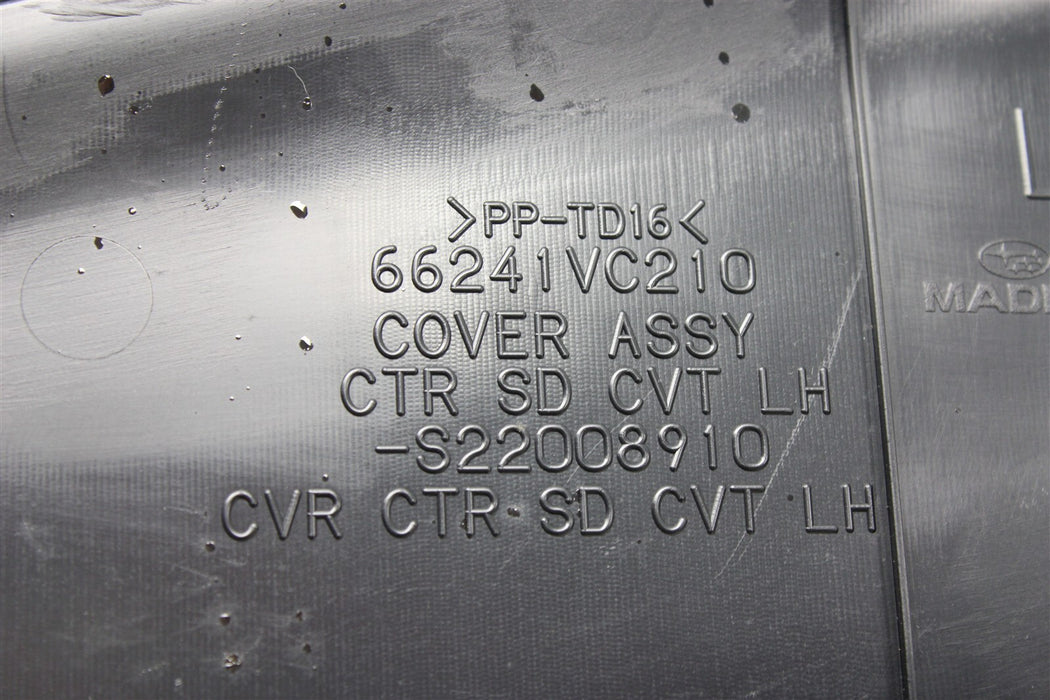 >PP-TD16<
66241VC210
COVER ASSY
CTR SD CVT LH
-S22008910
CVR CTR SD CVT LH